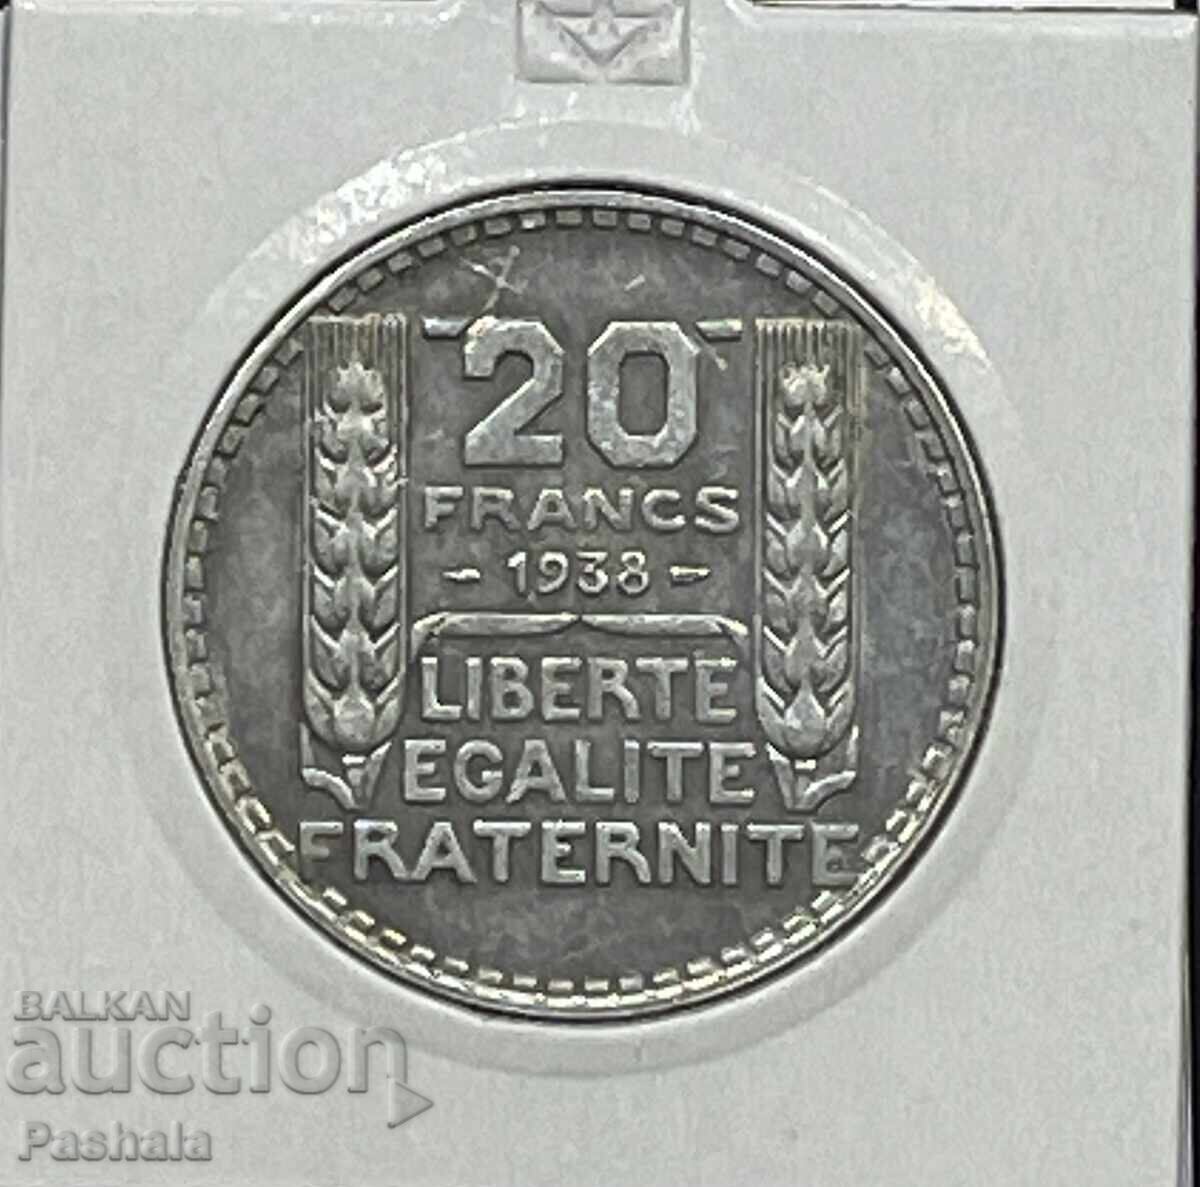 20
FRANCS
- 1938 -
LIBERTE
EGALITE
FRATERNITE
BALKAN
auction
Pashala